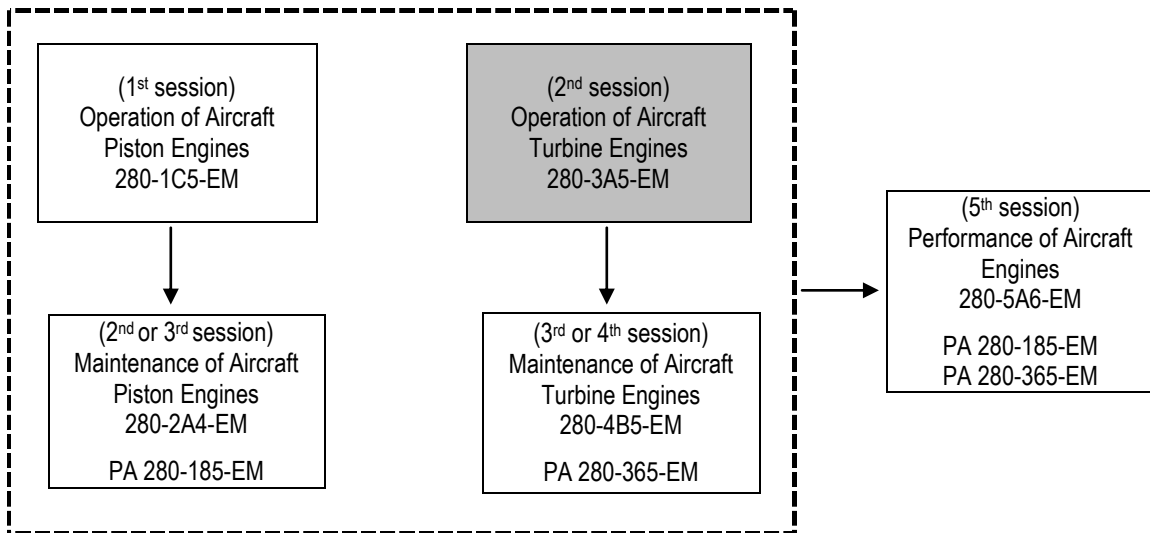 (1st session)
Operation of Aircraft
Piston Engines
280-1C5-EM
(2nd session)
Operation of Aircraft
Turbine Engines
280-3A5-EM
(2nd or 3rd session)
Maintenance of Aircraft
Piston Engines
280-2A4-EM
PA 280-185-EM
(3rd or 4th session)
Maintenance of Aircraft
Turbine Engines
280-4B5-EM
PA 280-365-EM
(5th session)
Performance of Aircraft
Engines
280-5A6-EM
PA 280-185-EM
PA 280-365-EM